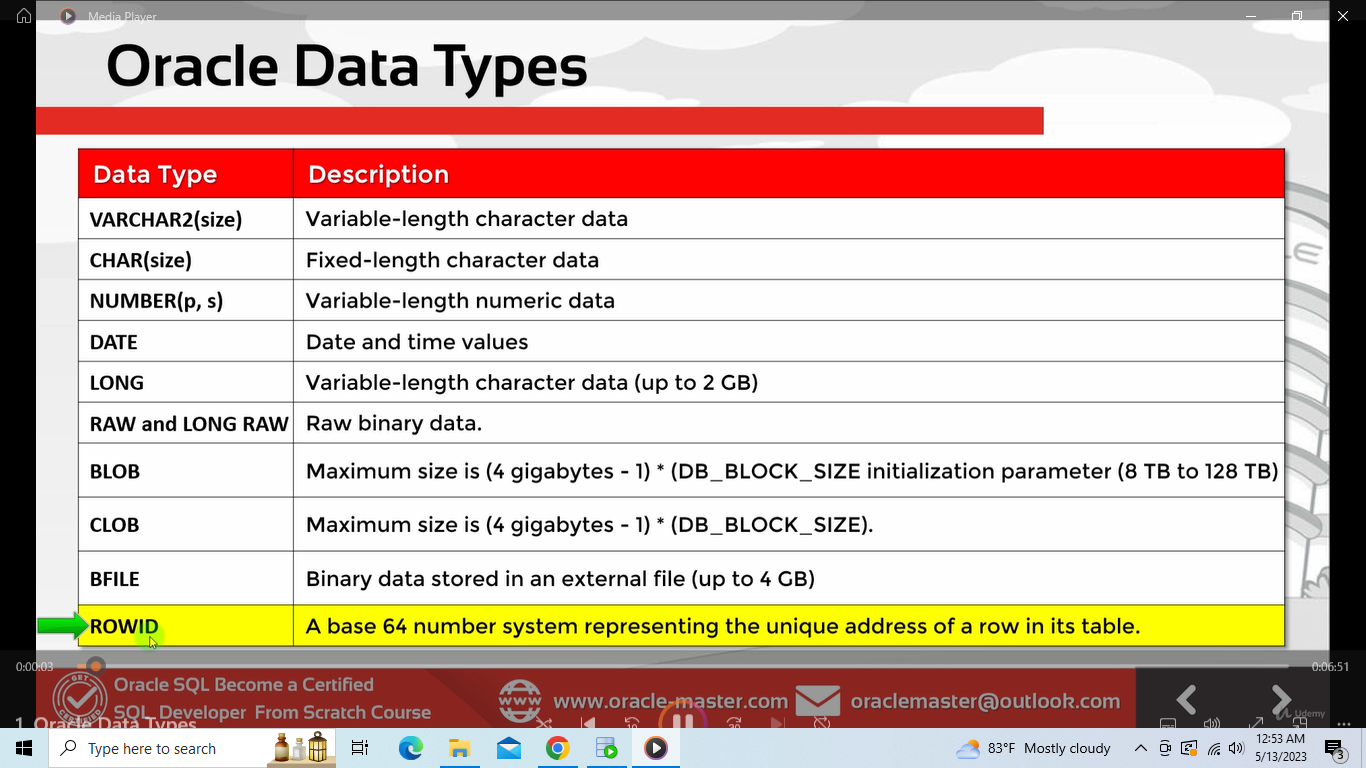 Media Player
Oracle Data Types
Data Type Description
VARCHAR2(size) Variable-length character data
CHAR(size) Fixed-length character data
NUMBER(p, s) Variable-length numeric data
DATE Date and time values
LONG Variable-length character data (up to 2 GB)
RAW and LONG RAW Raw binary data.
BLOB Maximum size is (4 gigabytes - 1) * (DB_BLOCK_SIZE initialization parameter (8 TB to 128 TB)
CLOB Maximum size is (4 gigabytes - 1) * (DB_BLOCK_SIZE).
BFILE Binary data stored in an external file (up to 4 GB)
ROWID A base 64 number system representing the unique address of a row in its table.
0:00:03 0:06:51
Oracle SQL Become a Certified
SQL Developer From Scratch Course
www.oracle-master.com oraclemaster@outlook.com
1. Oracle Data Types
Udemy
Type here to search
83°F Mostly cloudy
12:53 AM
5/13/2023
3